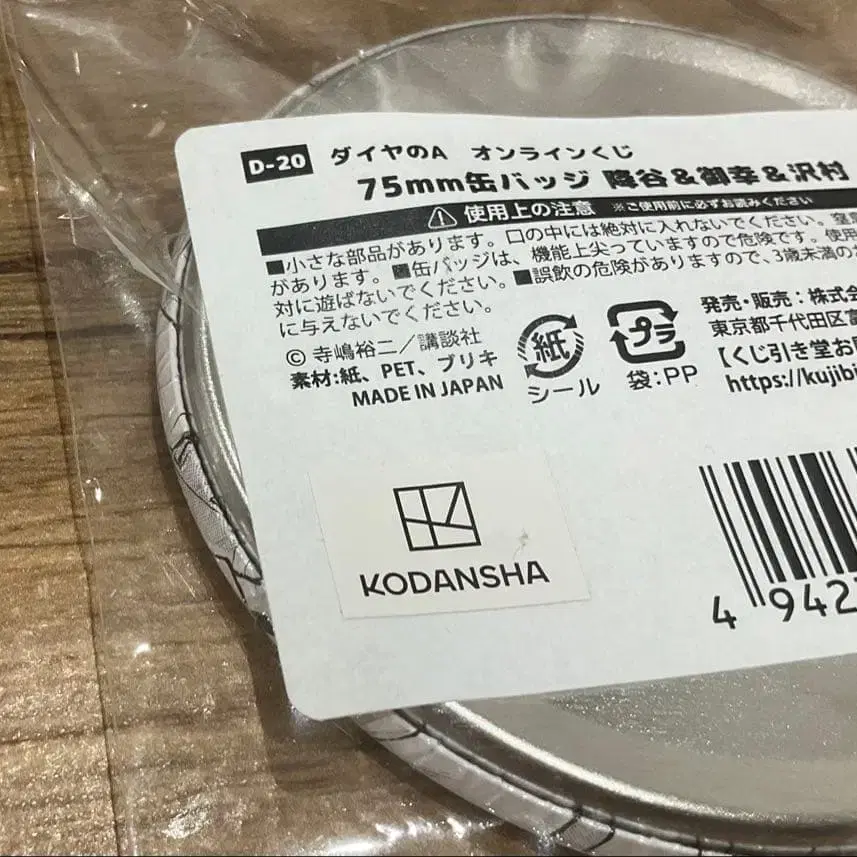 D-20 ダイヤのA オンラインくじ
75mm缶バッジ 降谷&御幸&沢村
⚠ 使用上の注意 ※ご使用前に必ずお読みください
■小さな部品があります。口の中には絶対に入れないでください。窒息
があります。■缶バッジは、機能上尖っていますので危険です。使用
対に遊ばないでください。■誤飲の危険がありますので、3歳未満の
に与えないでください。
© 寺嶋裕二/講談社
素材:紙、PET、ブリキ
MADE IN JAPAN
紙
シール
プラ
袋:PP
発売・販売:株式会
東京都千代田区富
【くじ引き堂お
https://kujibi
KODANSHA
4 942